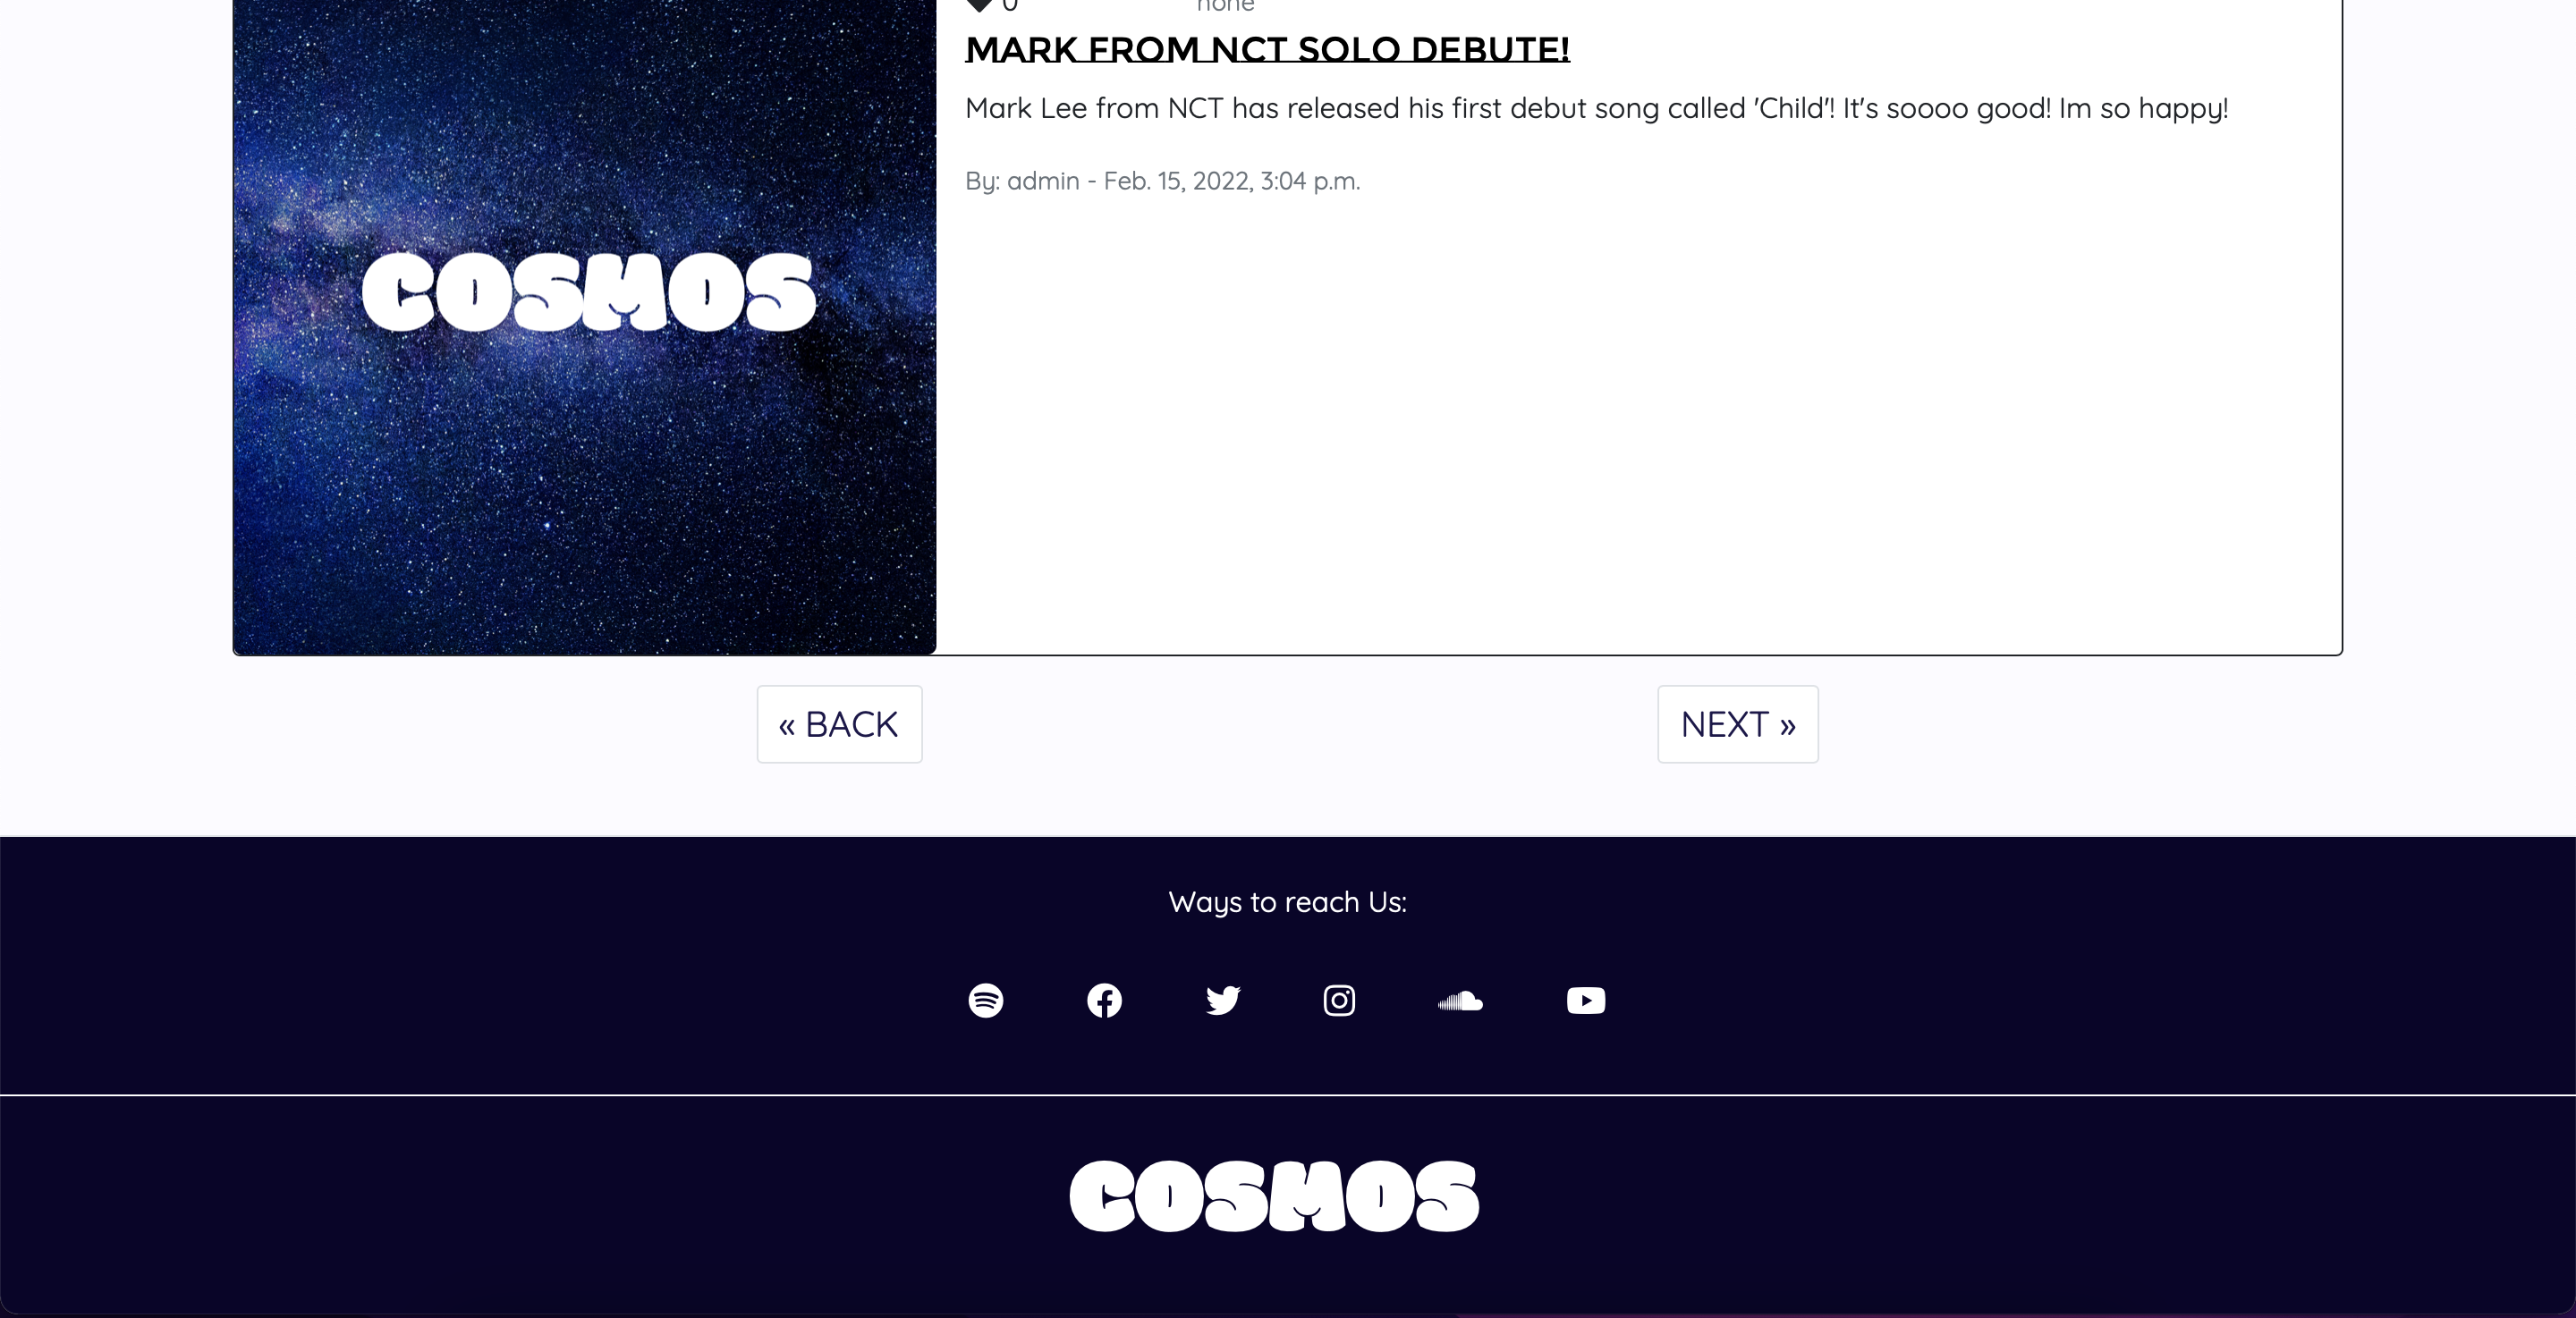 0 none
MARK FROM NCT SOLO DEBUTE!
Mark Lee from NCT has released his first debut song called 'Child'! It's soooo good! Im so happy!
By: admin - Feb. 15, 2022, 3:04 p.m.
COSMOS
« BACK
NEXT »
Ways to reach Us:
COSMOS